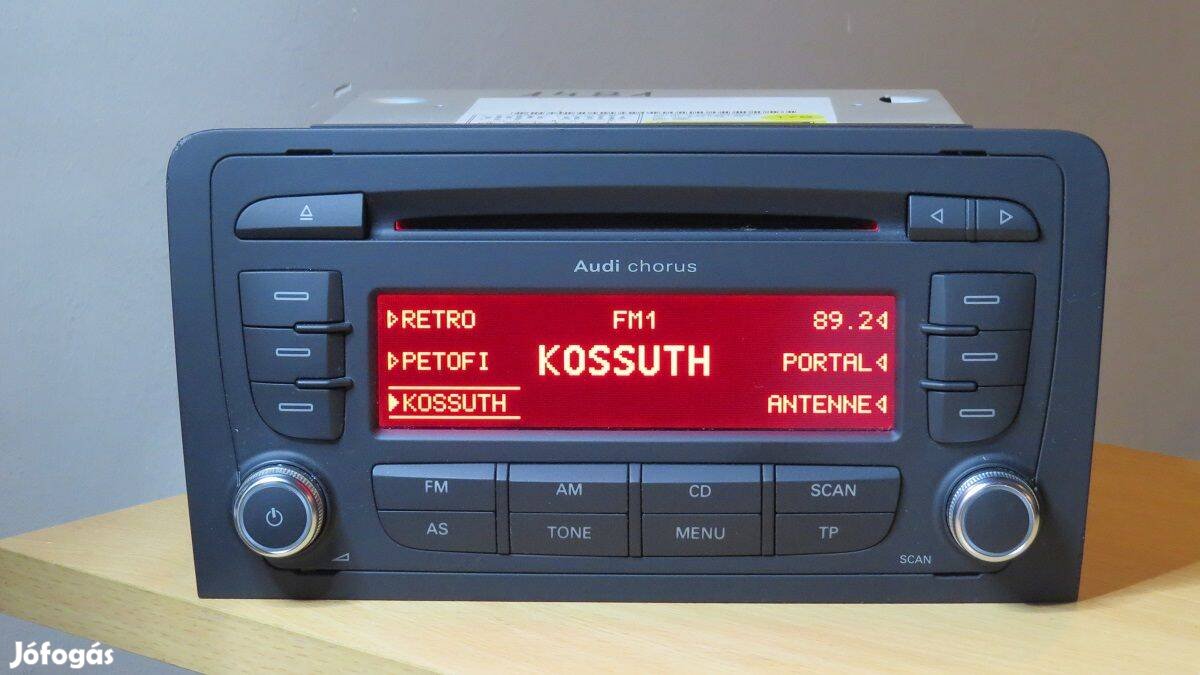 1481
Audi chorus
RETRO FM1 89.2
PETOFI KOSSUTH PORTAL
KOSSUTH ANTENNE
FM AM CD SCAN
AS TONE MENU TP
SCAN
Jófogás